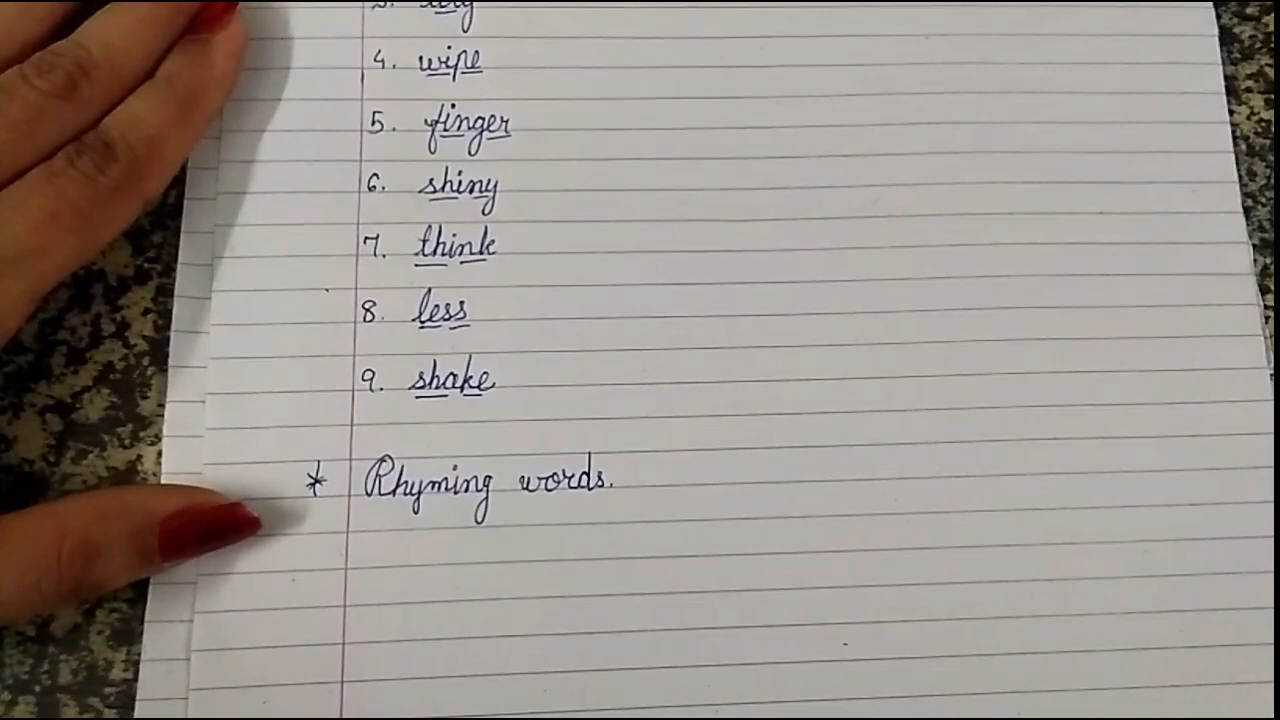 4. wipe
5. finger
6. shiny
7. think
8. less
9. shake
* Rhyming words.